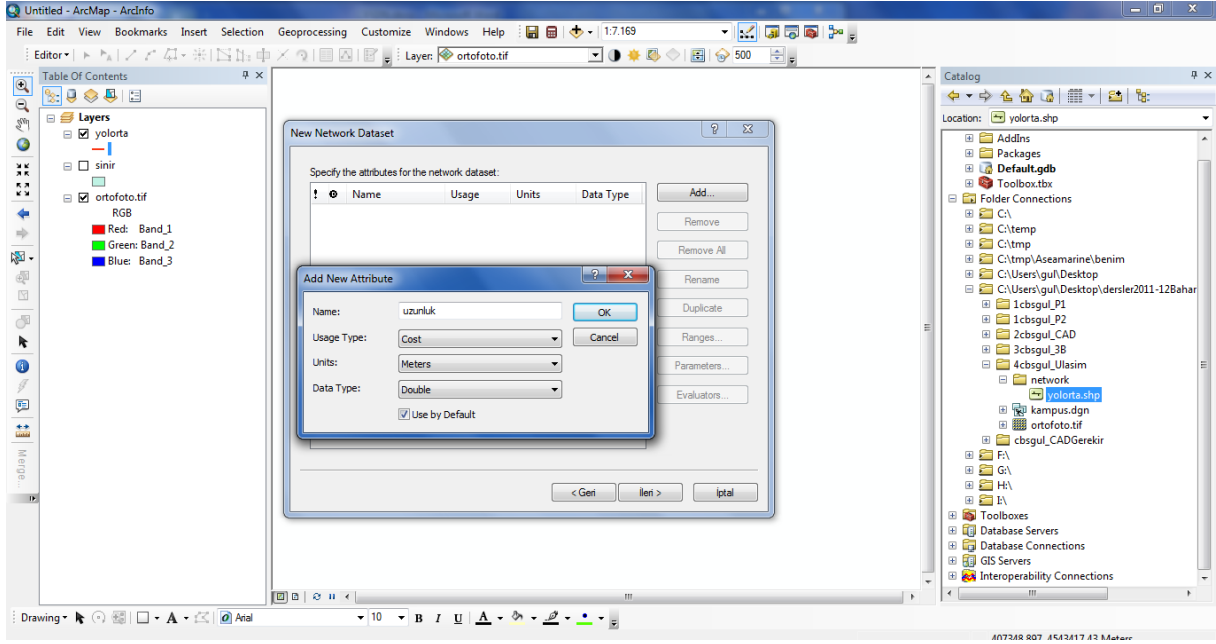 Untitled - ArcMap - ArcInfo
File Edit View Bookmarks Insert Selection Geoprocessing Customize Windows Help 1:7.169
Editor Layer: ortofoto.tif 500
Table Of Contents
Layers
yolorta
sinir
ortofoto.tif
RGB
Red: Band_1
Green: Band_2
Blue: Band_3
New Network Dataset
Specify the attributes for the network dataset:
! Name Usage Units Data Type
Add...
Remove
Remove All
Rename
Duplicate
Ranges...
Parameters...
Evaluators...
Add New Attribute
Name: uzunluk OK
Usage Type: Cost Cancel
Units: Meters
Data Type: Double
Use by Default
< Geri İleri > İptal
Catalog
Location: yolorta.shp
AddIns
Packages
Default.gdb
Toolbox.tbx
Folder Connections
C:\
C:\temp
C:\tmp
C:\tmp\Aseamarine\benim
C:\Users\gul\Desktop
C:\Users\gul\Desktop\dersler2011-12Bahar
1cbsgul_P1
1cbsgul_P2
2cbsgul_CAD
3cbsgul_3B
4cbsgul_Ulasim
network
yolorta.shp
kampus.dgn
ortofoto.tif
cbsgul_CADGerekir
F:\
G:\
H:\
I:\
Toolboxes
Database Servers
Database Connections
GIS Servers
Interoperability Connections
Merge...
Drawing A Arial 10 B I U A
407348,897 4543417,43 Meters